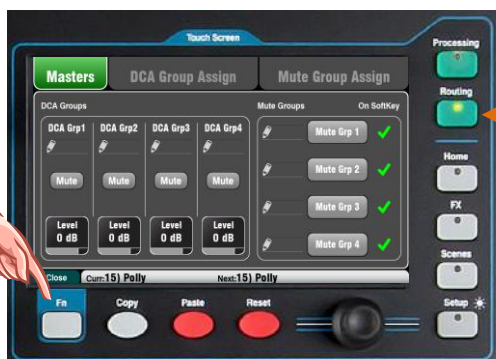 Touch Screen
Processing
Masters DCA Group Assign Mute Group Assign
Routing
DCA Groups Mute Groups On SoftKey
DCA Grp1 DCA Grp2 DCA Grp3 DCA Grp4
Mute Grp 1
Home
Mute Grp 2
Mute Mute Mute Mute
FX
Mute Grp 3
Level Level Level Level
0 dB 0 dB 0 dB 0 dB
Mute Grp 4
Scenes
Close Curr:15) Polly Next:15) Polly
Fn Copy Paste Reset Setup